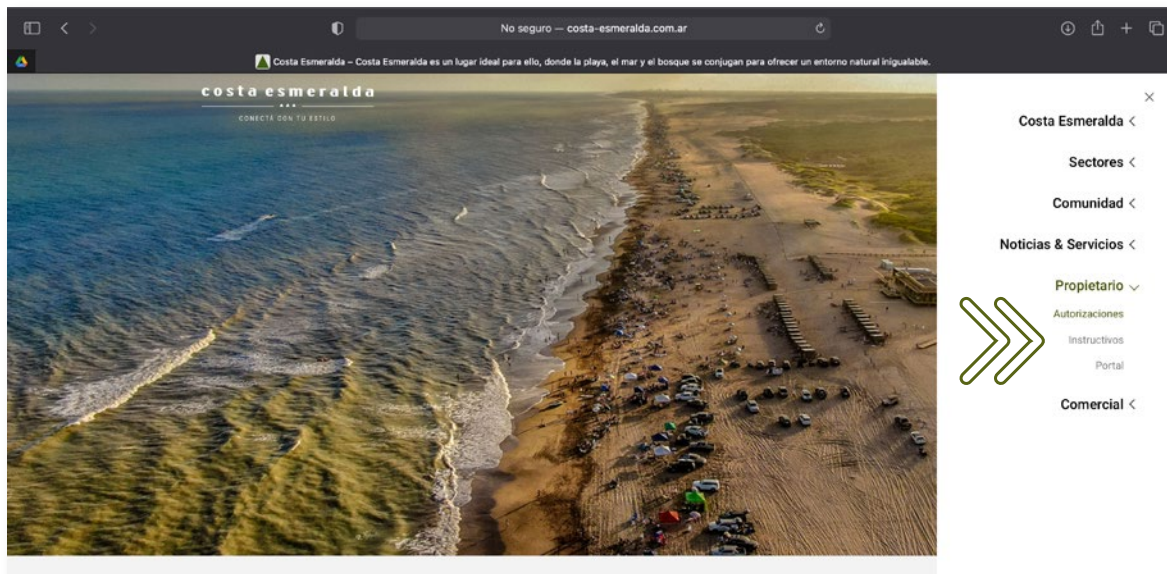 No seguro — costa-esmeralda.com.ar
Costa Esmeralda – Costa Esmeralda es un lugar ideal para ello, donde la playa, el mar y el bosque se conjugan para ofrecer un entorno natural inigualable.
costa esmeralda
CONECTÁ CON TU ESTILO
Costa Esmeralda
Sectores
Comunidad
Noticias & Servicios
Propietario
Autorizaciones
Instructivos
Portal
Comercial